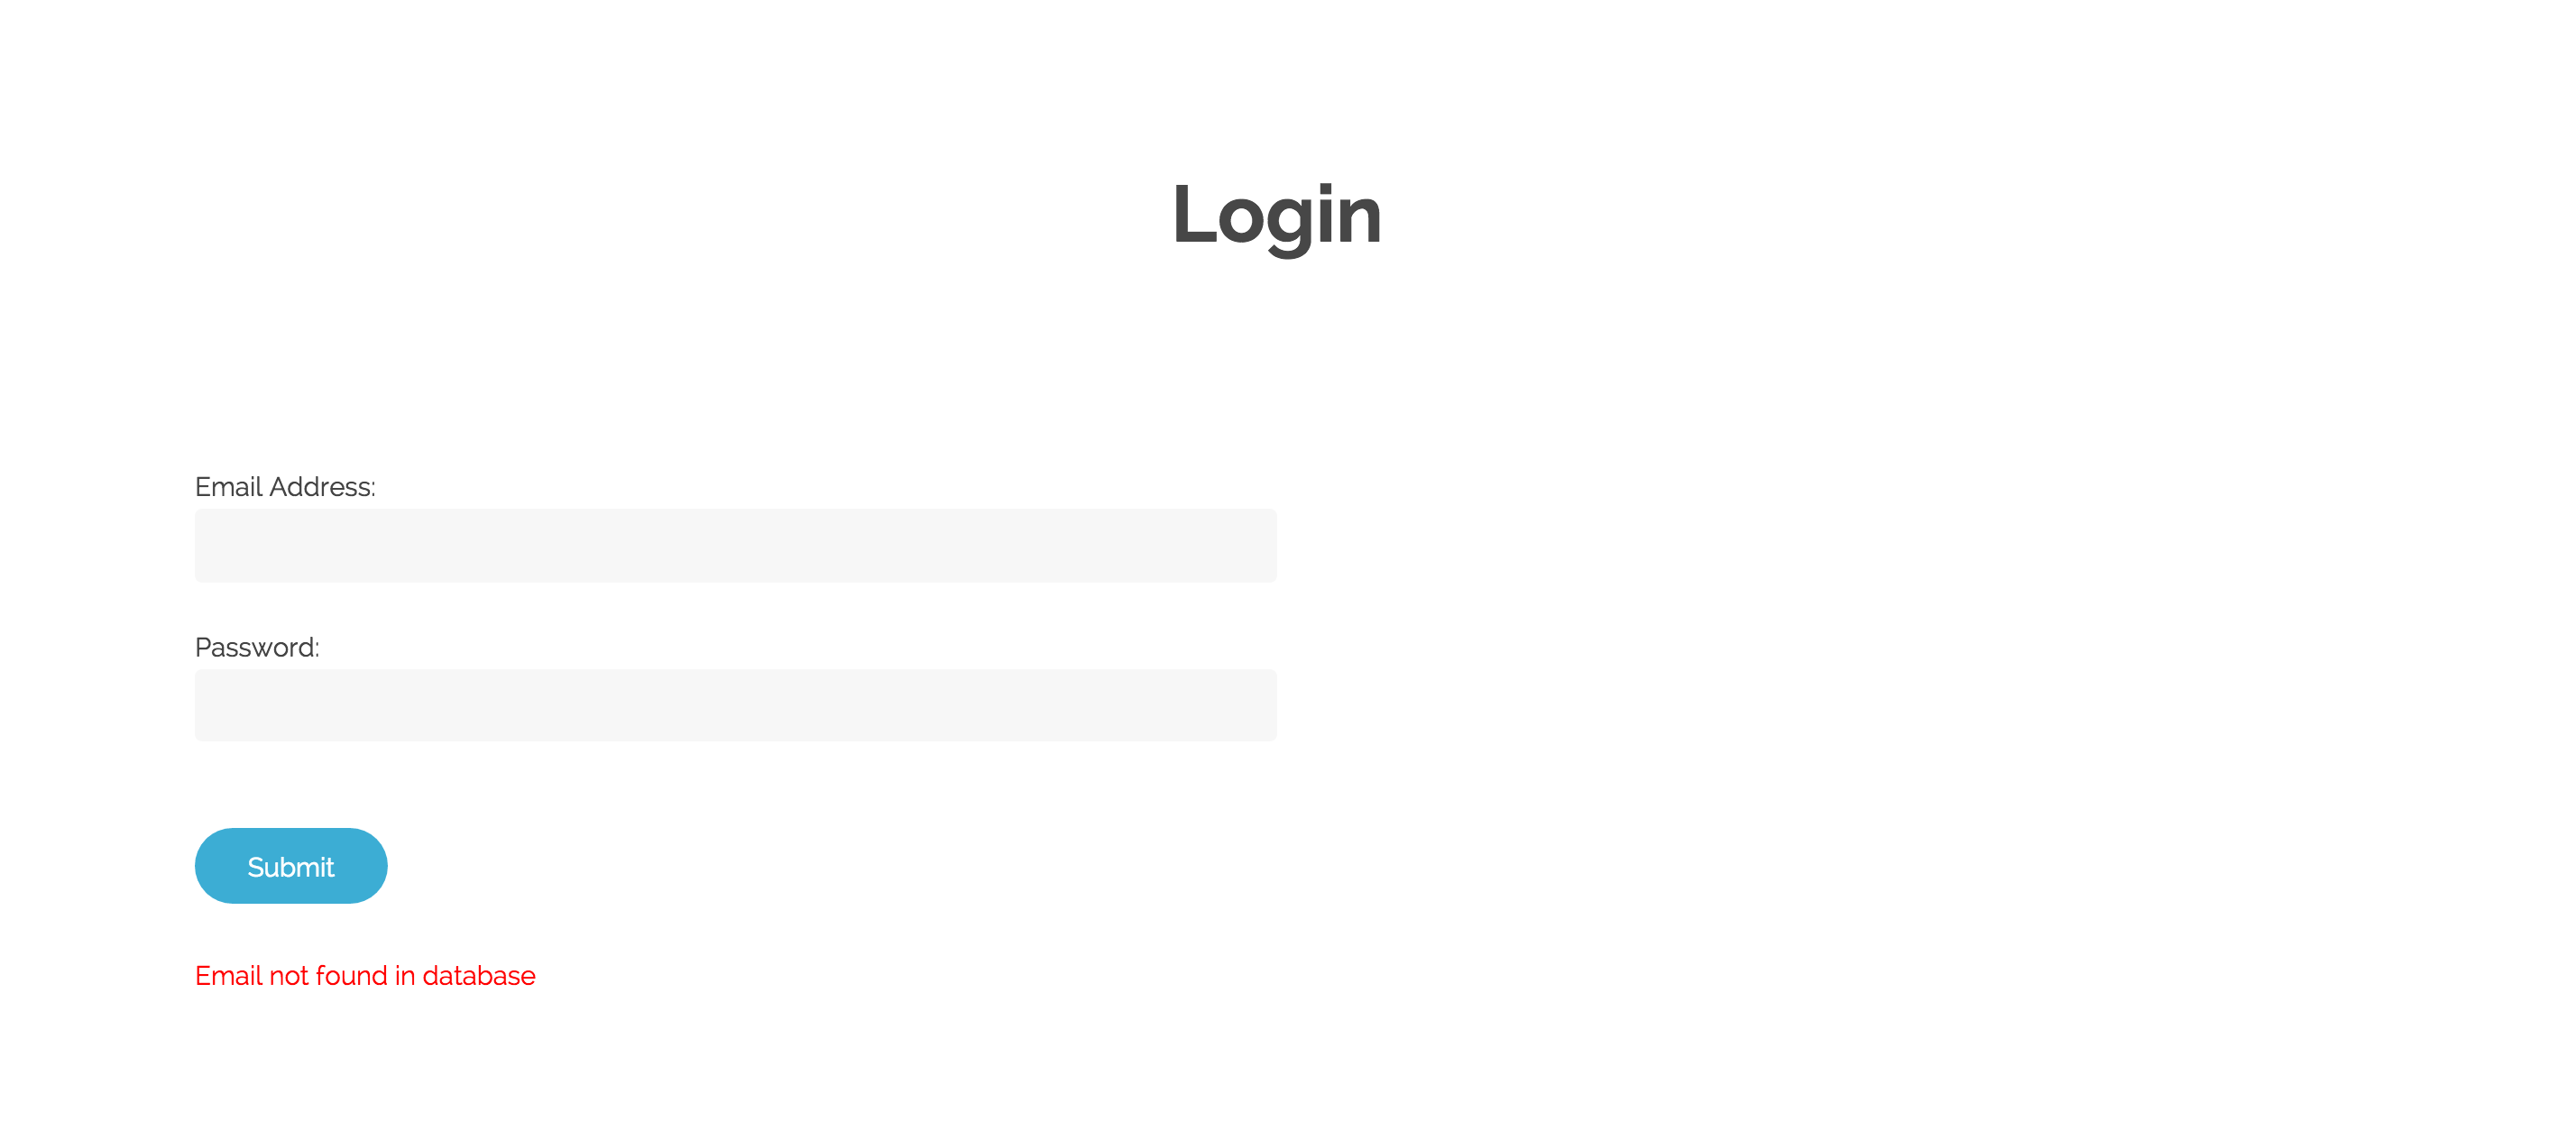 Login
Email Address:
Password:
Submit
Email not found in database